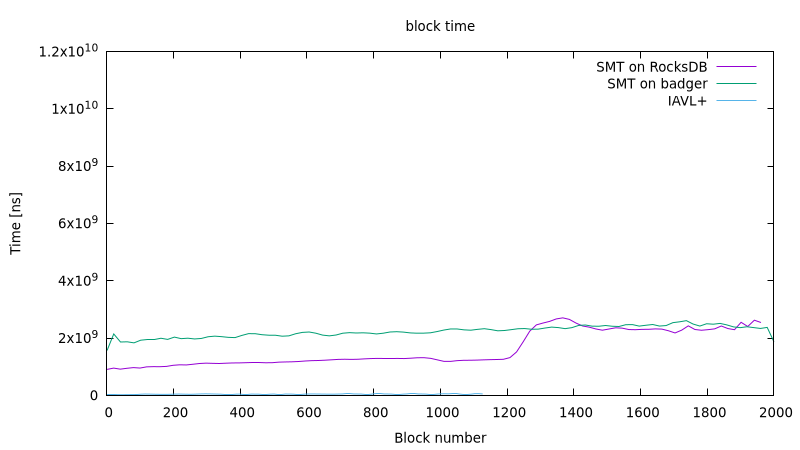 block time
1.2x10^10
1x10^10
8x10^9
6x10^9
4x10^9
2x10^9
0
Time [ns]
SMT on RocksDB
SMT on badger
IAVL+
0 200 400 600 800 1000 1200 1400 1600 1800 2000
Block number